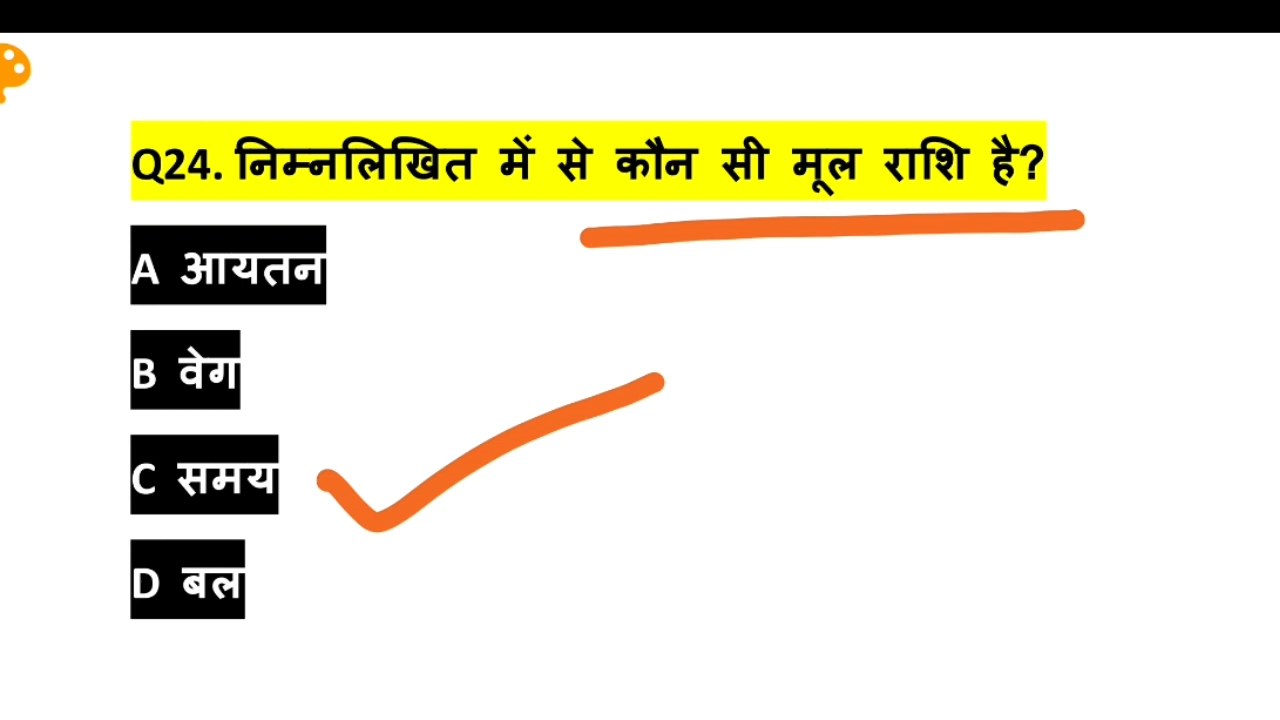 Q24. निम्नलिखित में से कौन सी मूल राशि है?
A आयतन
B वेग
C समय
D बल